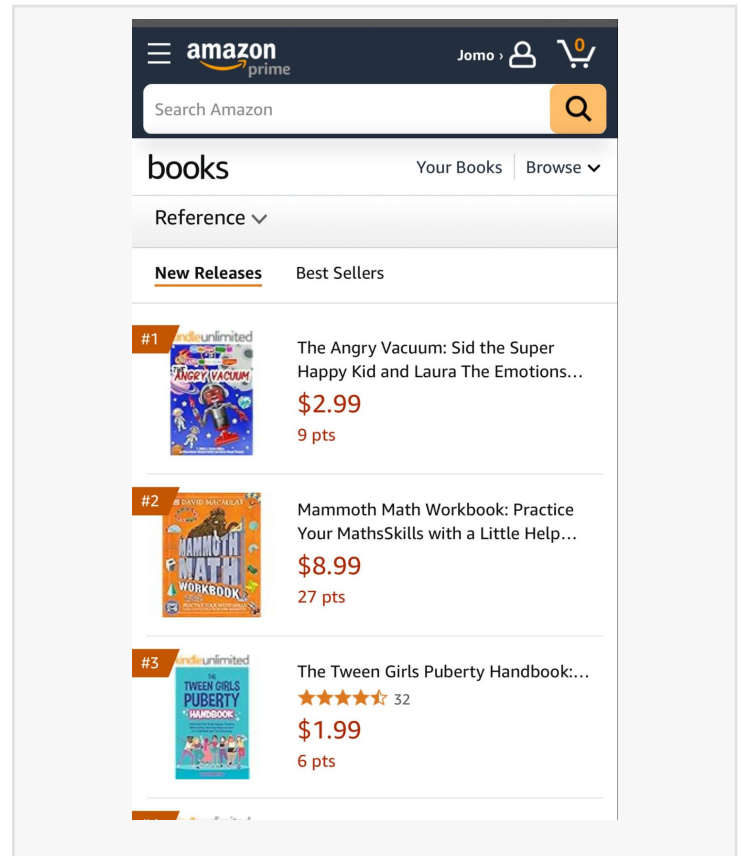 amazon
prime
Jomo ›
0
Search Amazon
books
Your Books
Browse
Reference
New Releases
Best Sellers
#1
kindleunlimited
THE
ANGRY VACUUM
The Angry Vacuum: Sid the Super
Happy Kid and Laura The Emotions...
$2.99
9 pts
#2
DAVID MACAULAY
MAMMOTH
MATH
WORKBOOK
Mammoth Math Workbook: Practice
Your MathsSkills with a Little Help...
$8.99
27 pts
#3
kindleunlimited
THE
TWEEN GIRLS
PUBERTY
HANDBOOK
The Tween Girls Puberty Handbook:...
32
$1.99
6 pts